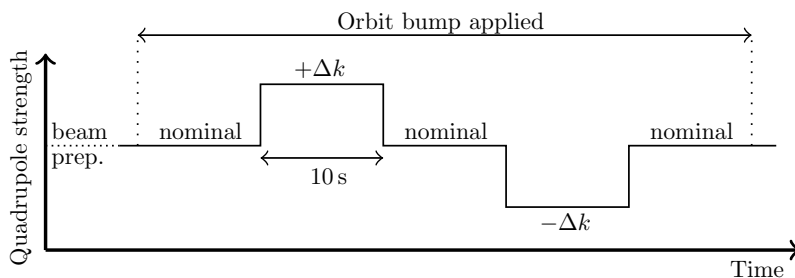 Orbit bump applied
Quadrupole strength
+Δk
beam
prep.
nominal
nominal
nominal
10 s
−Δk
Time